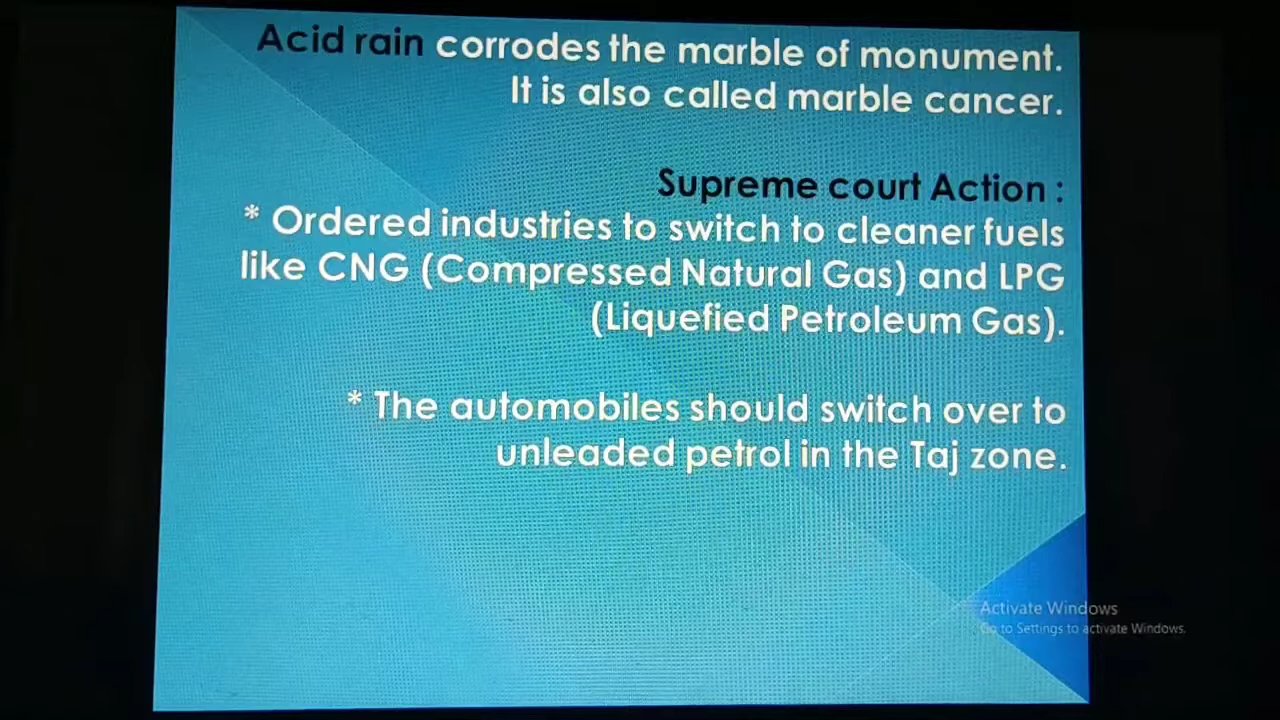 Acid rain corrodes the marble of monument.
It is also called marble cancer.
Supreme court Action :
* Ordered industries to switch to cleaner fuels
like CNG (Compressed Natural Gas) and LPG
(Liquefied Petroleum Gas).
* The automobiles should switch over to
unleaded petrol in the Taj zone.
Activate Windows
Go to Settings to activate Windows.